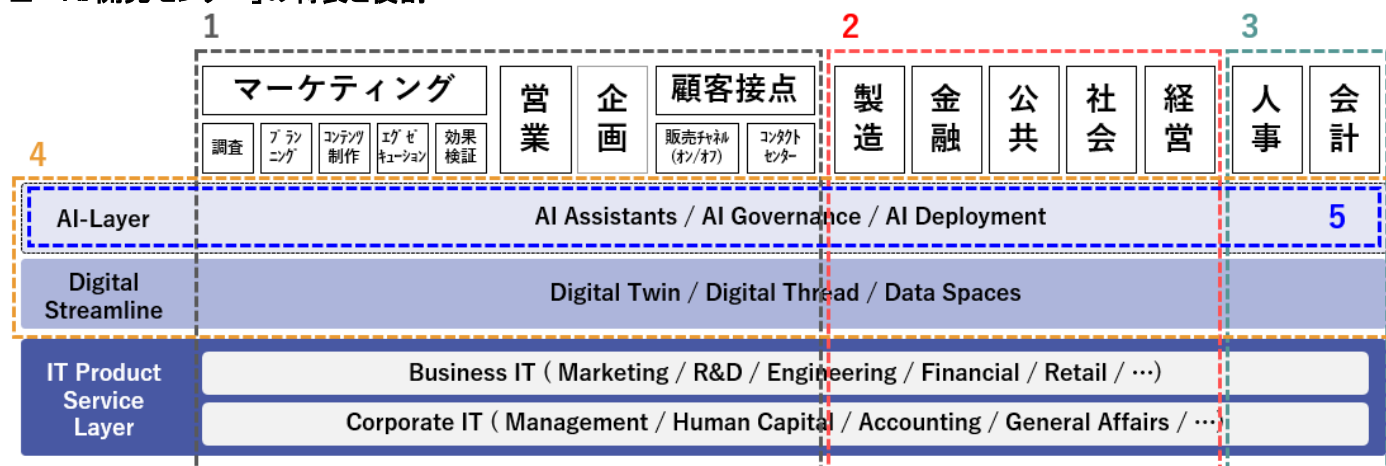 1
2
3
マーケティング
営業
企画
顧客接点
製造
金融
公共
社会
経営
人事
会計
調査
プランニング
コンテンツ
制作
エグゼ
キューション
効果
検証
販売チャネル
(オン/オフ)
コンタクト
センター
4
AI-Layer
AI Assistants / AI Governance / AI Deployment
5
Digital
Streamline
Digital Twin / Digital Thread / Data Spaces
IT Product
Service
Layer
Business IT ( Marketing / R&D / Engineering / Financial / Retail / …)
Corporate IT ( Management / Human Capital / Accounting / General Affairs / …)